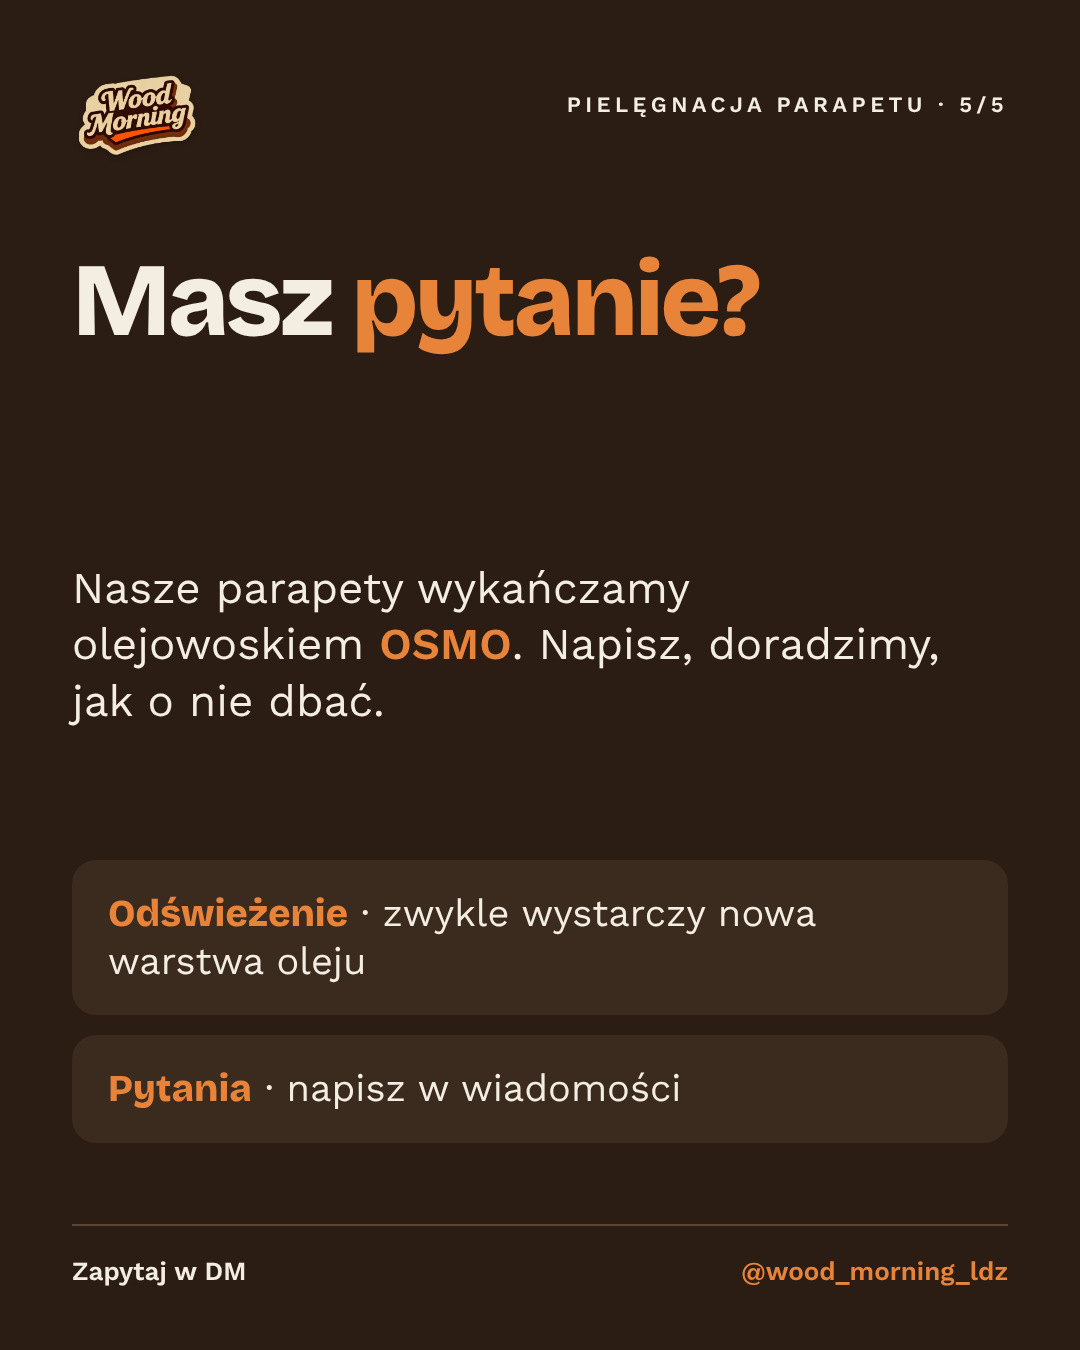 Wood
Morning
PIELĘGNACJA PARAPETU · 5/5
Masz pytanie?
Nasze parapety wykańczamy
olejowoskiem OSMO. Napisz, doradzimy,
jak o nie dbać.
Odświeżenie · zwykle wystarczy nowa
warstwa oleju
Pytania · napisz w wiadomości
Zapytaj w DM
@wood_morning_ldz